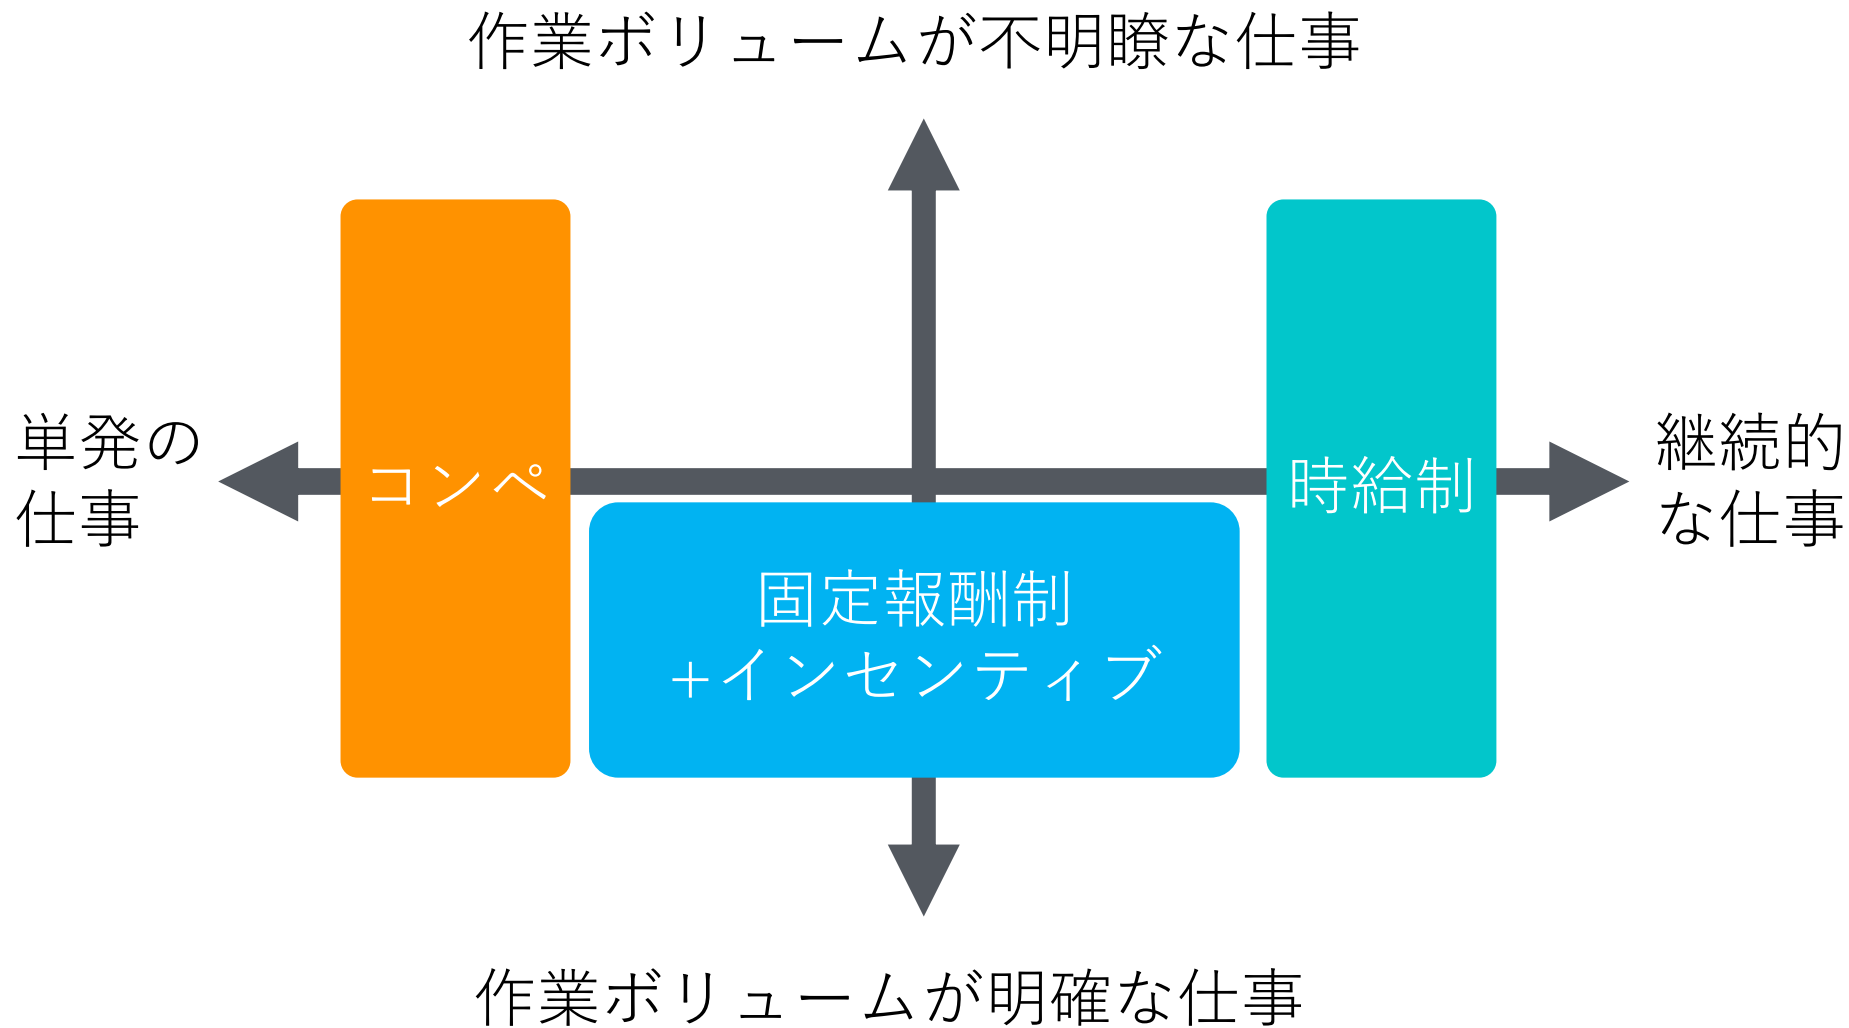 作業ボリュームが不明瞭な仕事
単発の
仕事
コンペ
時給制
継続的
な仕事
固定報酬制
+インセンティブ
作業ボリュームが明確な仕事